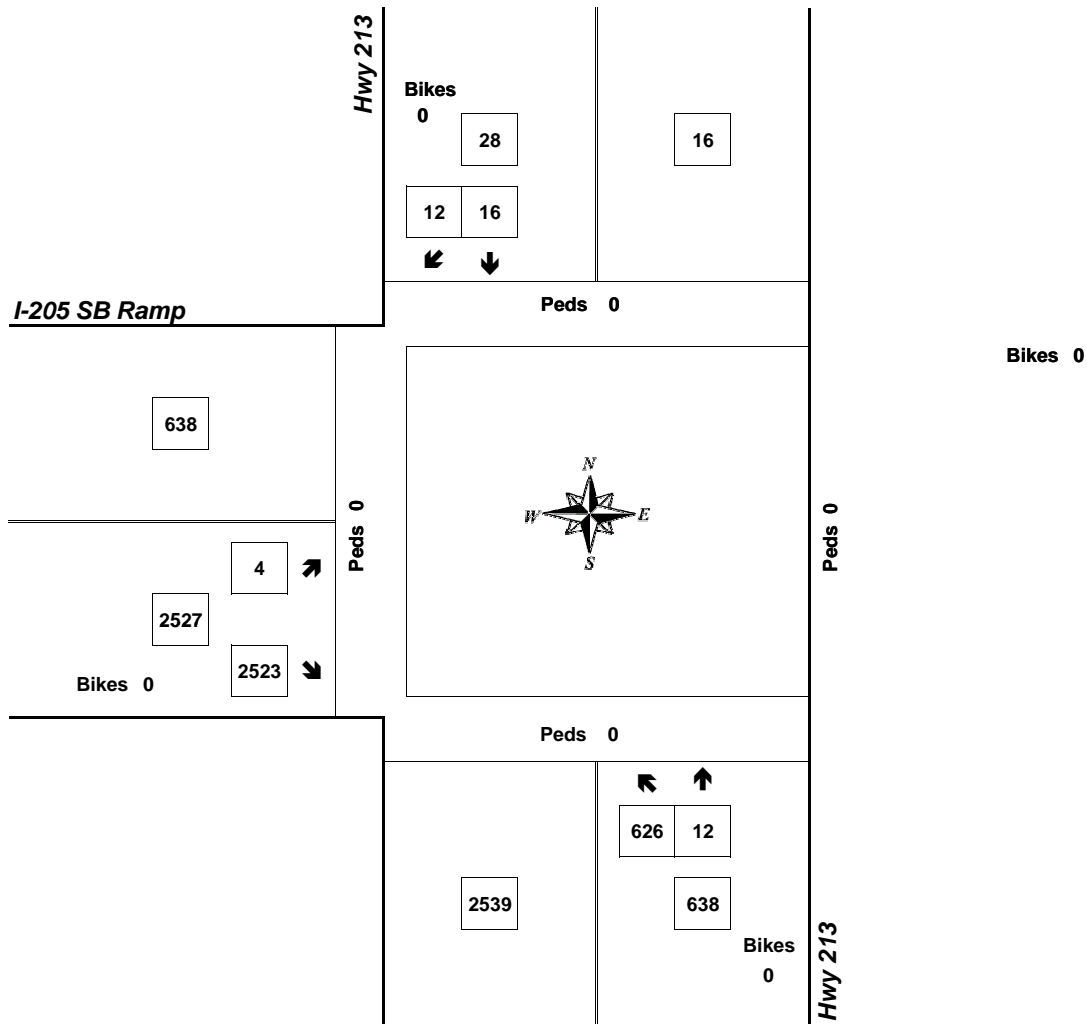 Hwy 213
Bikes
0
28
16
12 16
Peds 0
I-205 SB Ramp
Bikes 0
638
N
W E
S
Peds 0
Peds 0
4
2527
2523
Bikes 0
Peds 0
626 12
2539
638
Bikes
0
Hwy 213